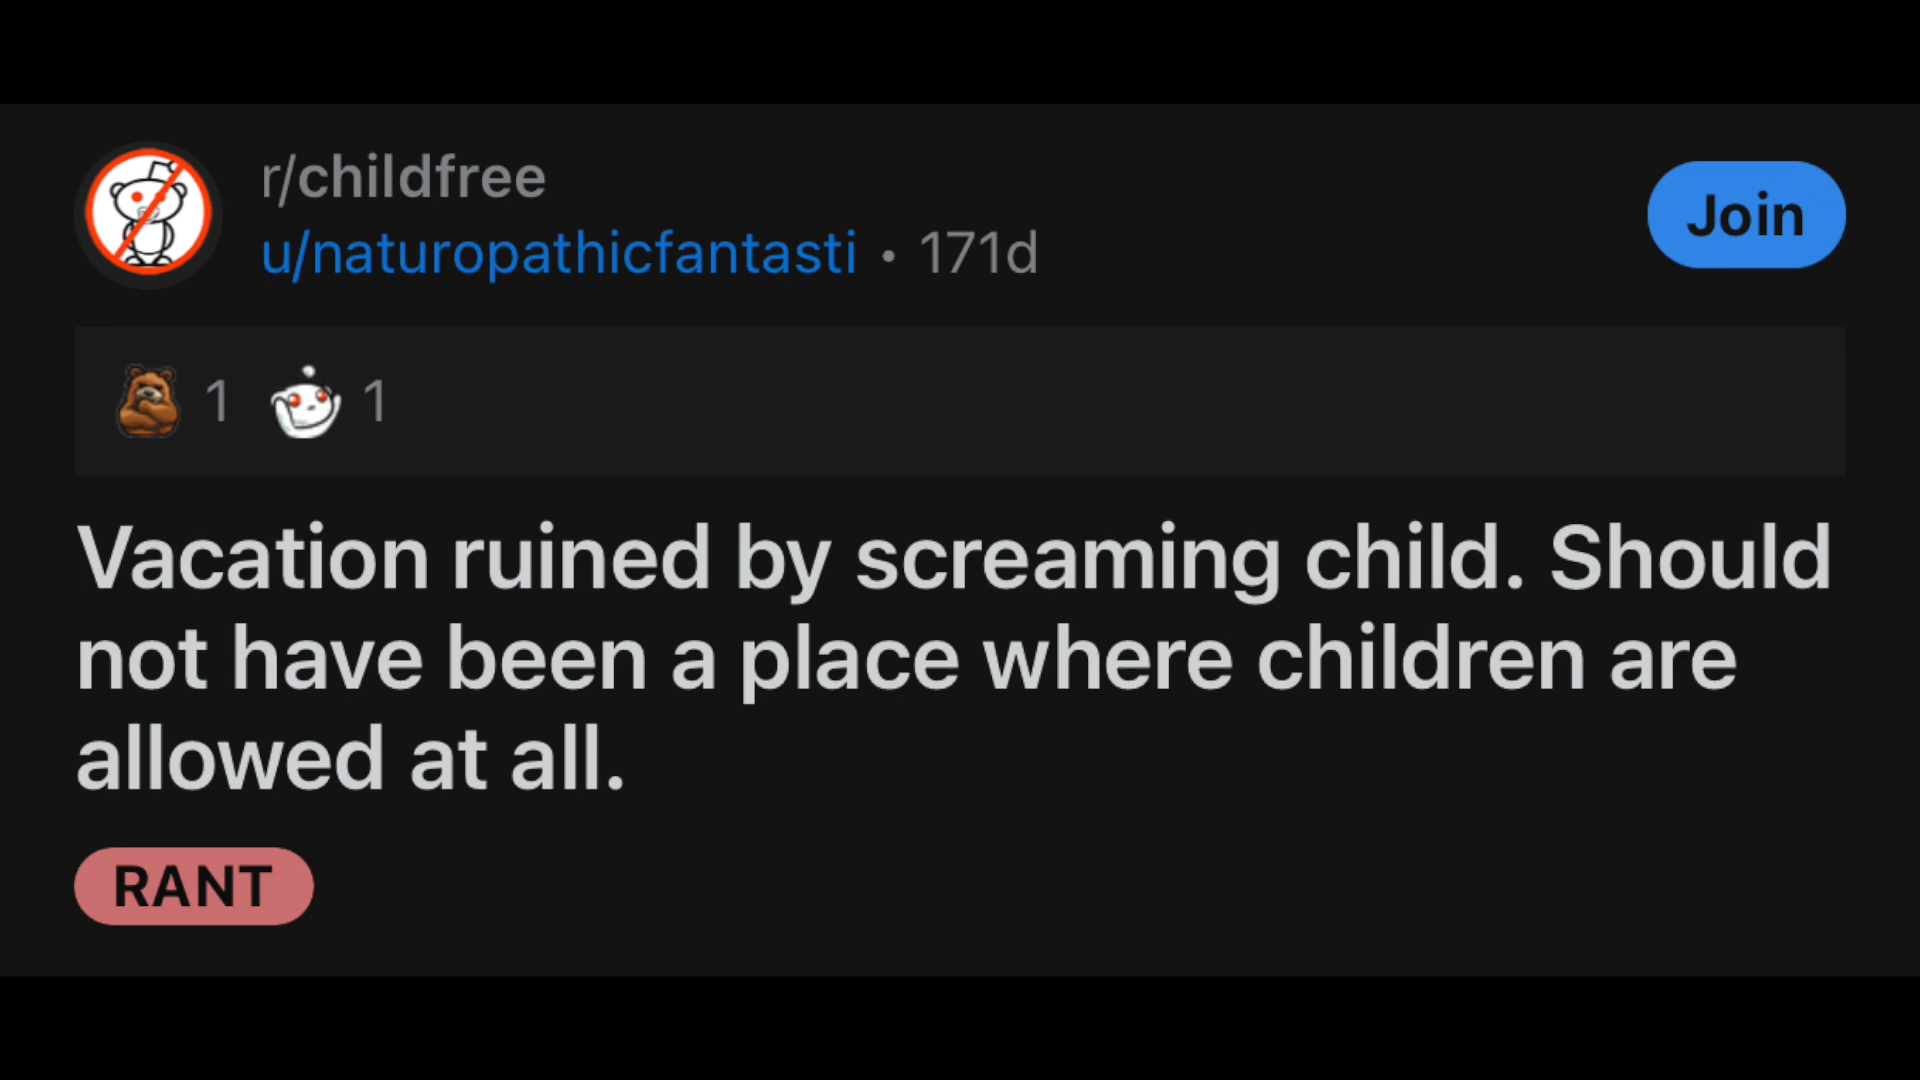 r/childfree
u/naturopathicfantasti • 171d
Join
1 1
Vacation ruined by screaming child. Should
not have been a place where children are
allowed at all.
RANT